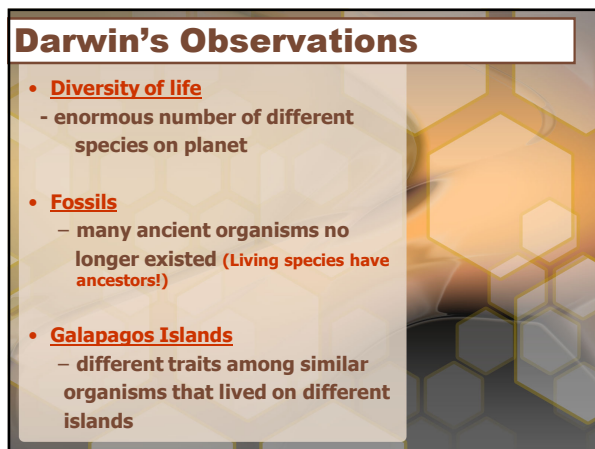 Darwin’s Observations
• Diversity of life
- enormous number of different
species on planet
• Fossils
– many ancient organisms no
longer existed (Living species have
ancestors!)
• Galapagos Islands
– different traits among similar
organisms that lived on different
islands